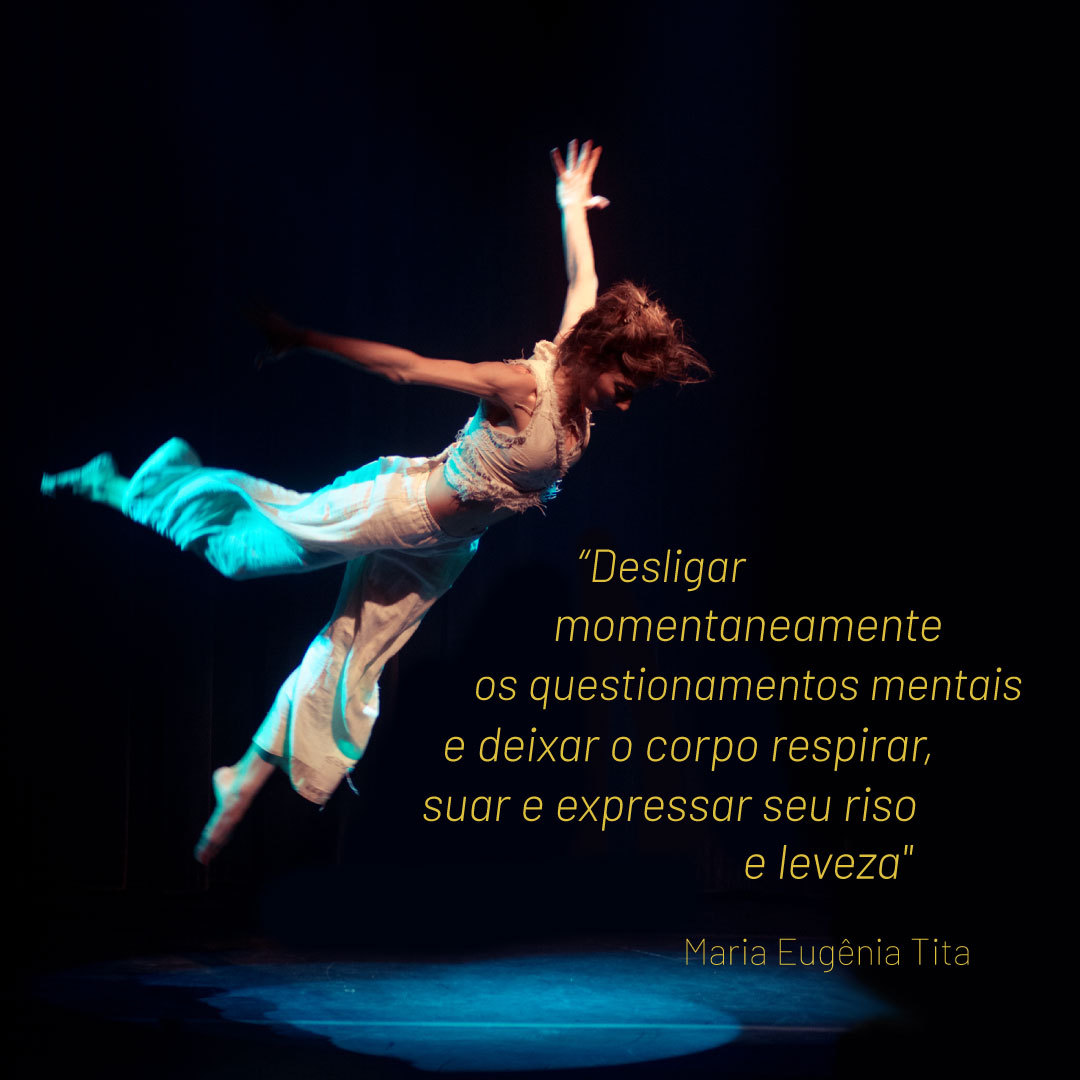 “Desligar
momentaneamente
os questionamentos mentais
e deixar o corpo respirar,
suar e expressar seu riso
e leveza"
Maria Eugênia Tita